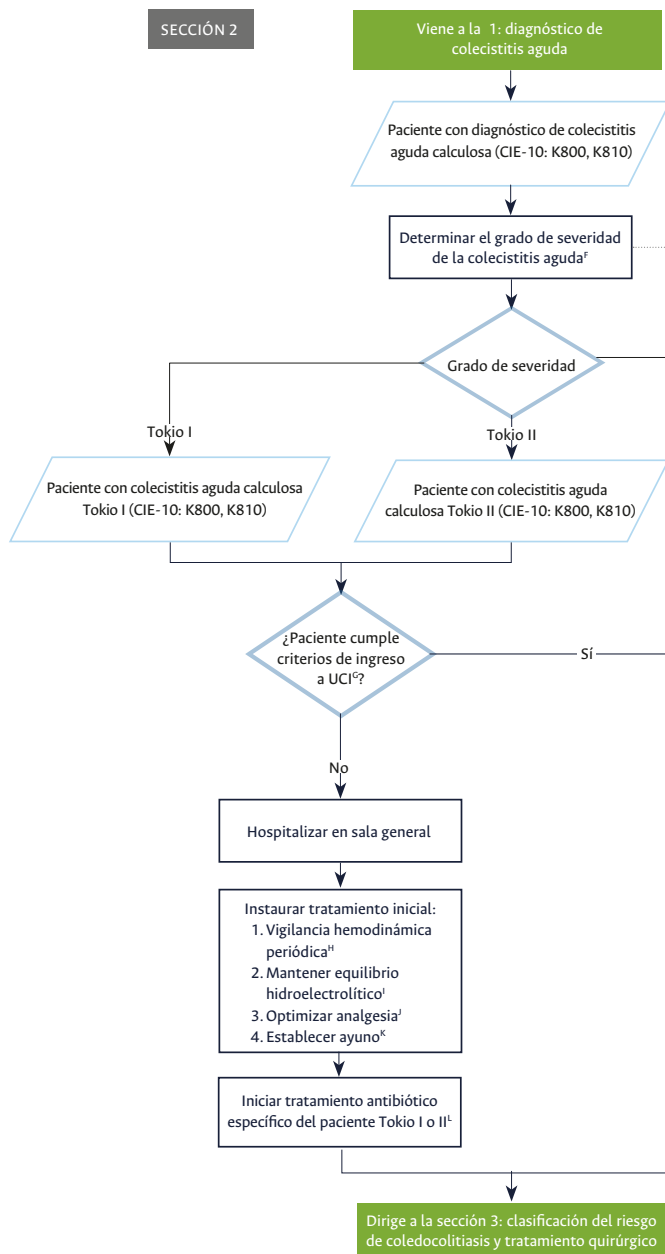 SECCIÓN 2
Viene a la 1: diagnóstico de
colecistitis aguda
Paciente con diagnóstico de colecistitis
aguda calculosa (CIE-10: K800, K810)
Determinar el grado de severidad
de la colecistitis agudaF
Grado de severidad
Tokio I
Tokio II
Paciente con colecistitis aguda calculosa
Tokio I (CIE-10: K800, K810)
Paciente con colecistitis aguda
calculosa Tokio II (CIE-10: K800, K810)
¿Paciente cumple
criterios de ingreso
a UCIG?
Sí
No
Hospitalizar en sala general
Instaurar tratamiento inicial:
1. Vigilancia hemodinámica
periódicaH
2. Mantener equilibrio
hidroelectrolíticoI
3. Optimizar analgesiaJ
4. Establecer ayunoK
Iniciar tratamiento antibiótico
específico del paciente Tokio I o IIL
Dirige a la sección 3: clasificación del riesgo
de coledocolitiasis y tratamiento quirúrgico